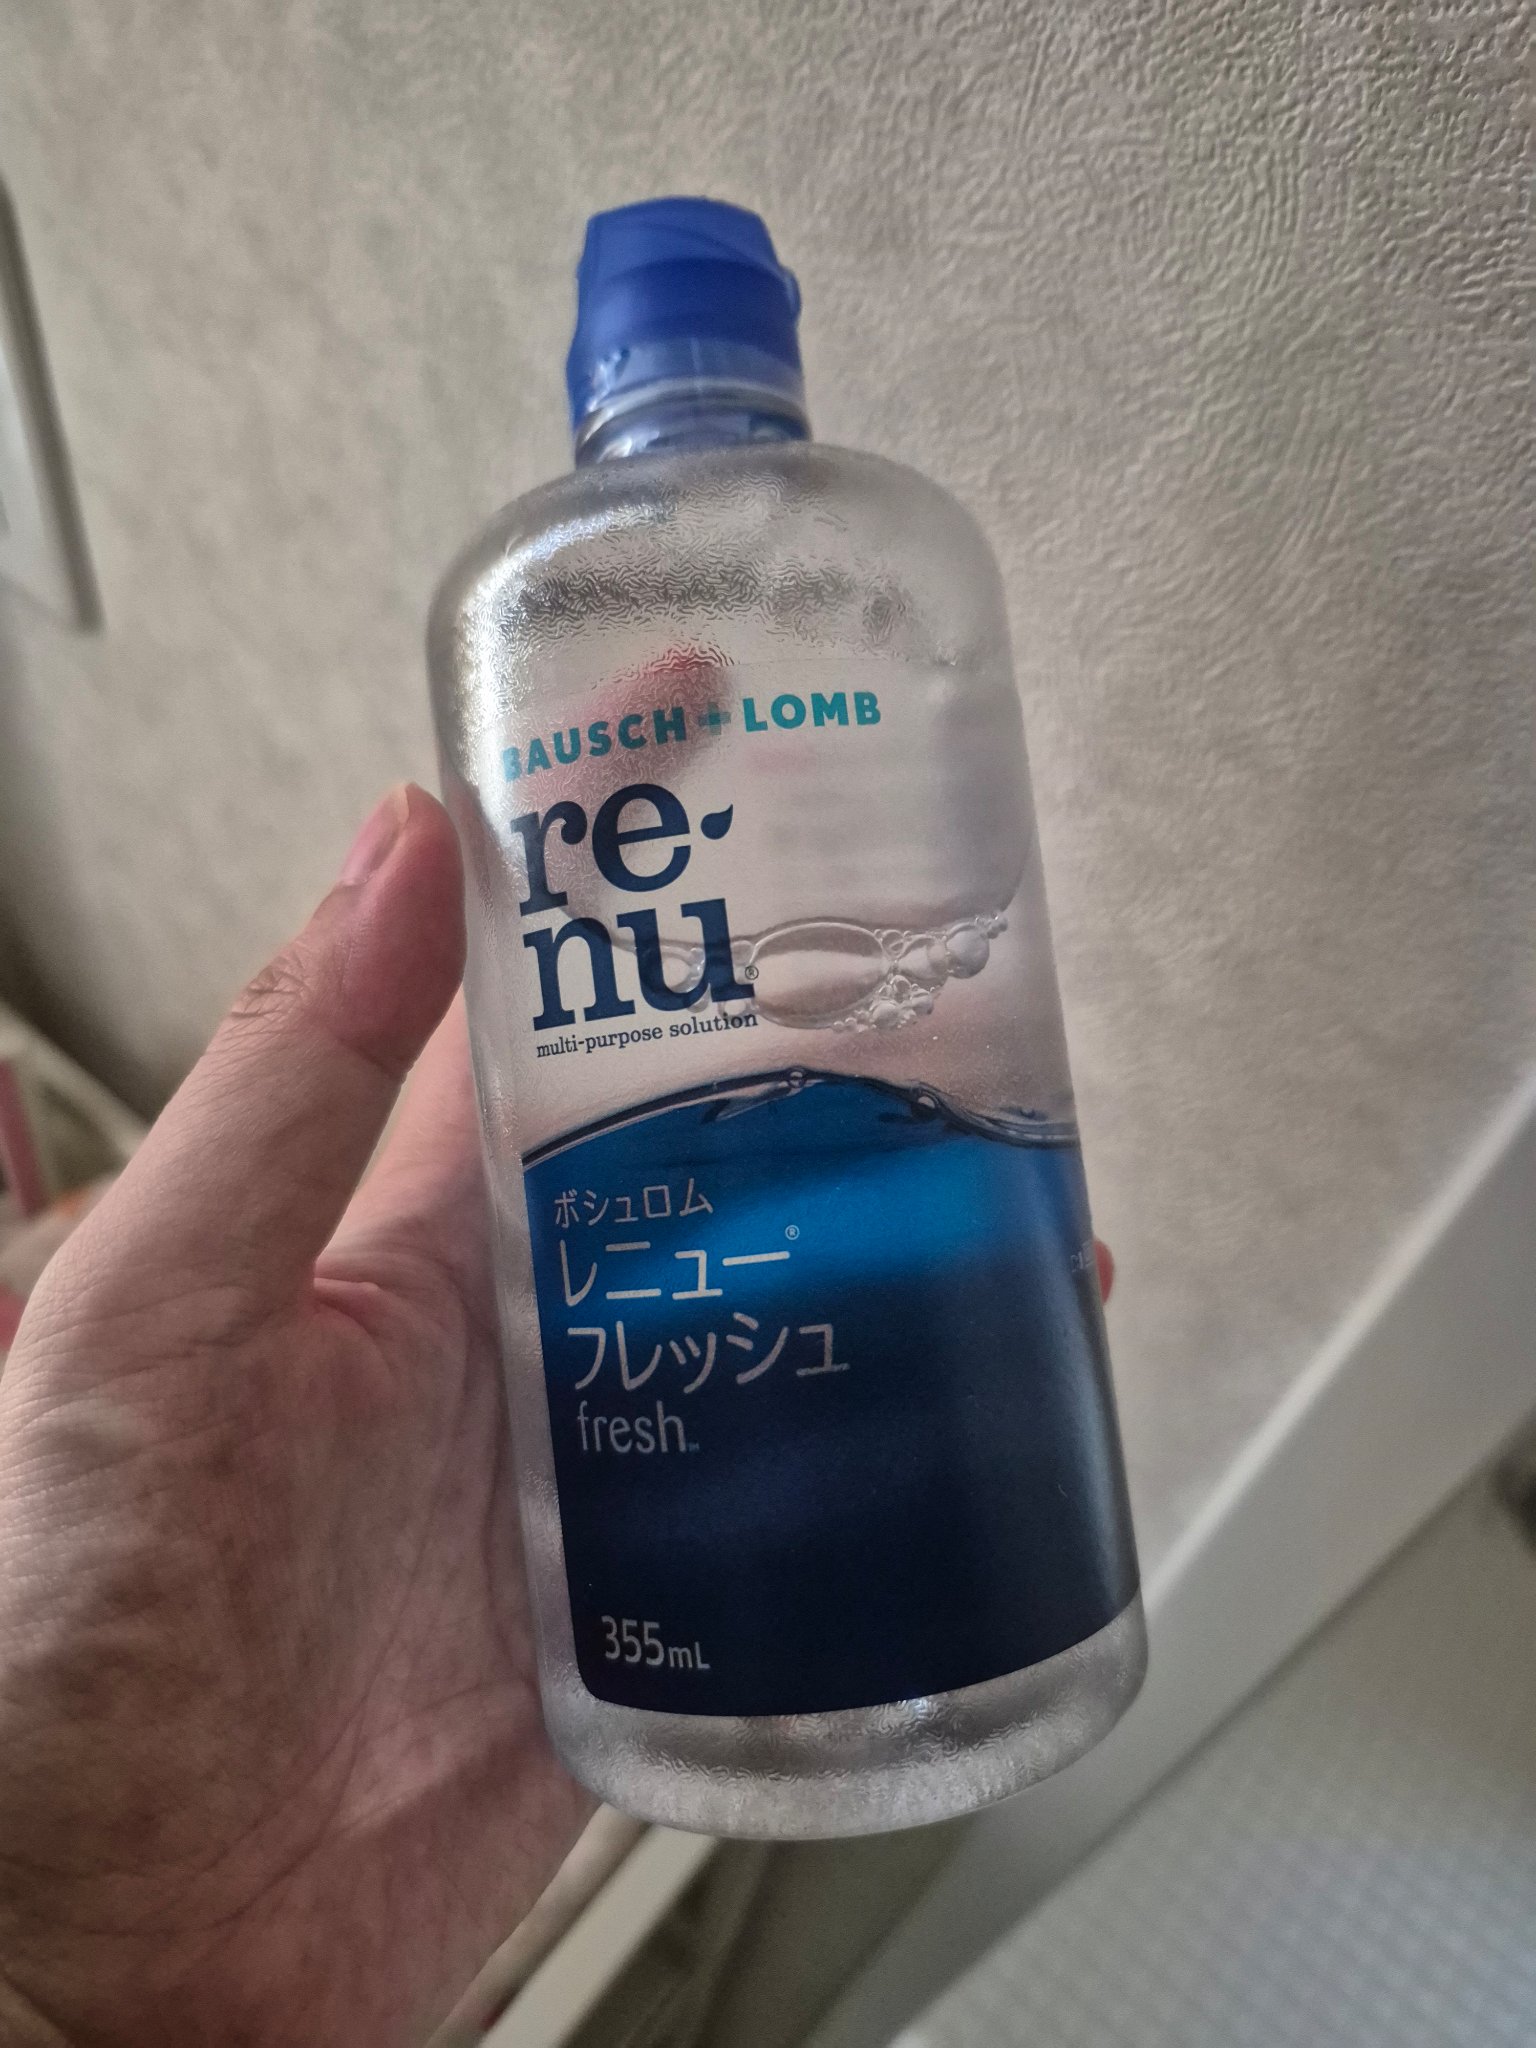 BAUSCH + LOMB
re-
nu®
multi-purpose solution
ボシュロム
レニュー®
フレッシュ
fresh™
355mL